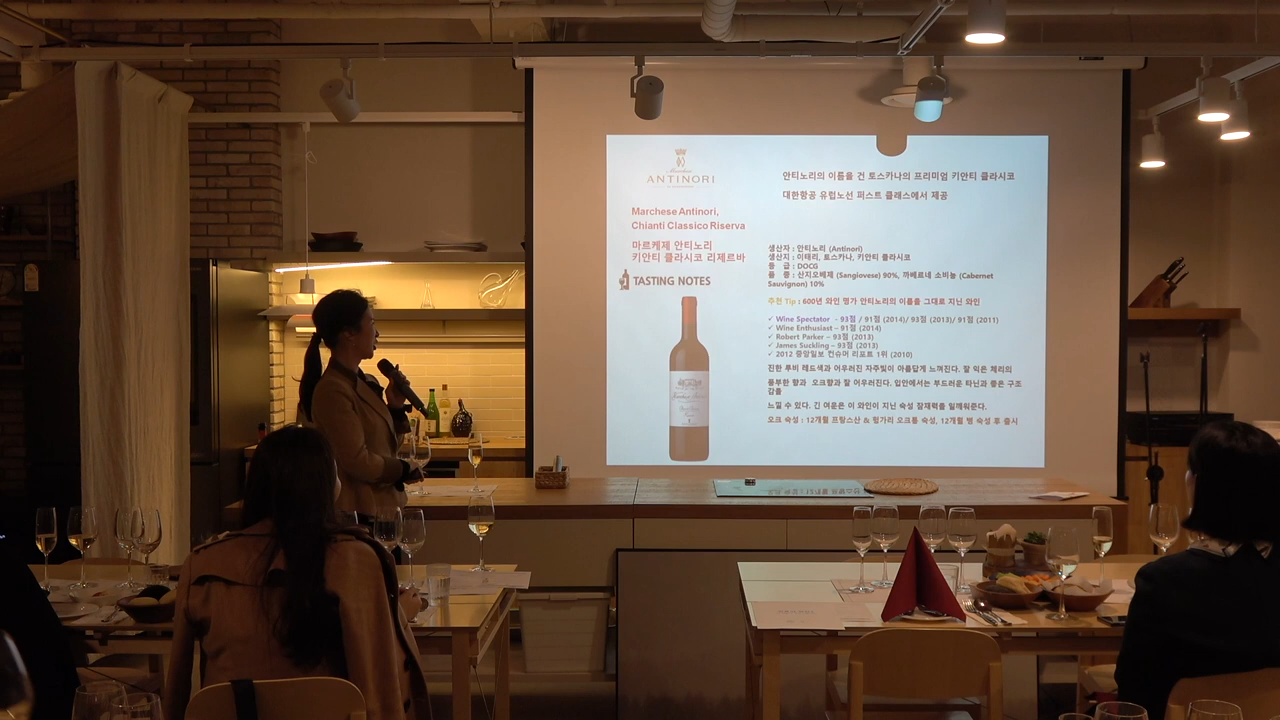 Marchese
ANTINORI
Marchese Antinori,
Chianti Classico Riserva
마르케제 안티노리
키안티 클라시코 리제르바
TASTING NOTES
안티노리의 이름을 건 토스카나의 프리미엄 키안티 클라시코
대한항공 유럽노선 퍼스트 클래스에서 제공
생산자 : 안티노리 (Antinori)
생산지 : 이태리, 토스카나, 키안티 클라시코
등 급 : DOCG
품 종 : 산지오베제 (Sangiovese) 90%, 까베르네 소비뇽 (Cabernet
Sauvignon) 10%
추천 Tip : 600년 와인 명가 안티노리의 이름을 그대로 지닌 와인
✓ Wine Spectator - 93점 / 91점 (2014)/ 93점 (2013)/ 91점 (2011)
✓ Wine Enthusiast – 91점 (2014)
✓ Robert Parker – 93점 (2013)
✓ James Suckling – 93점 (2013)
✓ 2012 중앙일보 컨슈머 리포트 1위 (2010)
진한 루비 레드색과 어우러진 자주빛이 아름답게 느껴진다. 잘 익은 체리의
풍부한 향과 오크향과 잘 어우러진다. 입안에서는 부드러운 타닌과 좋은 구조
감를
느낄 수 있다. 긴 여운은 이 와인이 지닌 숙성 잠재력을 일깨워준다.
오크 숙성 : 12개월 프랑스산 & 헝가리 오크통 숙성, 12개월 병 숙성 후 출시